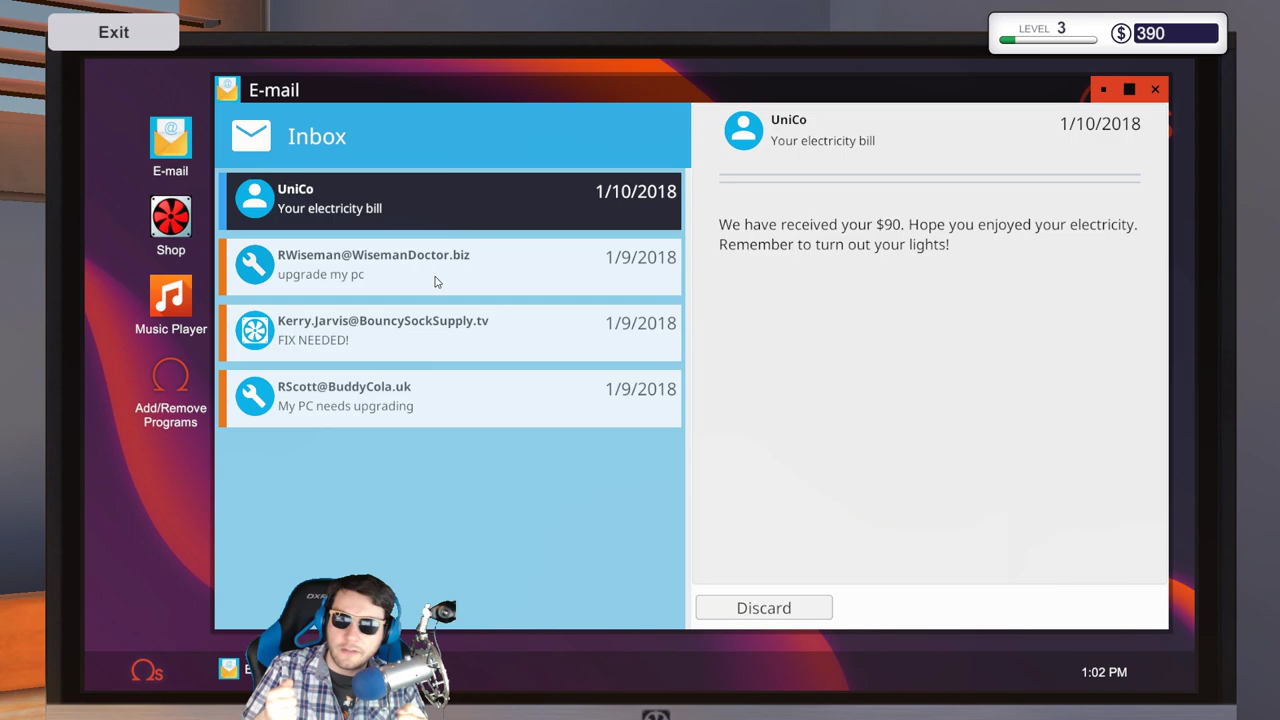 Exit
LEVEL 3
$ 390
E-mail
Inbox
UniCo
1/10/2018
Your electricity bill
RWiseman@WisemanDoctor.biz
1/9/2018
upgrade my pc
Kerry.Jarvis@BouncySockSupply.tv
1/9/2018
FIX NEEDED!
RScott@BuddyCola.uk
1/9/2018
My PC needs upgrading
UniCo
1/10/2018
Your electricity bill
We have received your $90. Hope you enjoyed your electricity.
Remember to turn out your lights!
Discard
E-mail
Shop
Music Player
Add/Remove
Programs
Ωs
1:02 PM